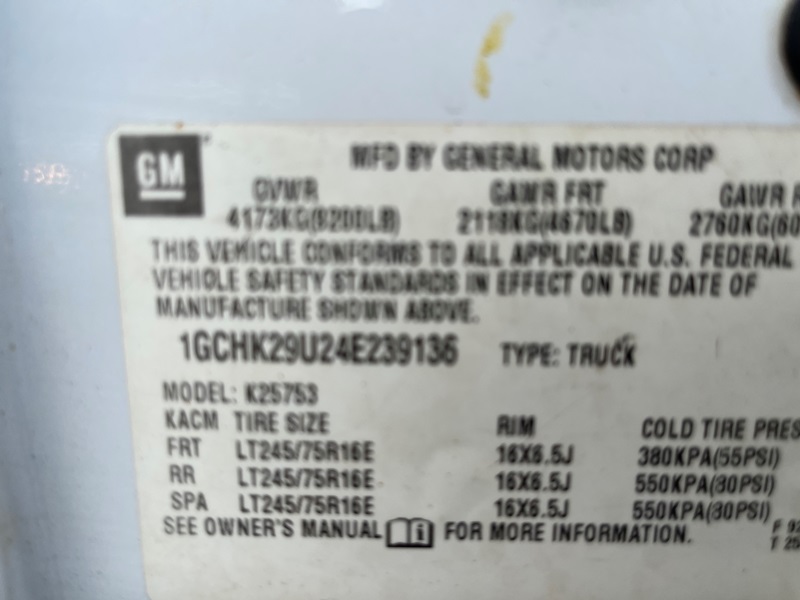 GM
MFD BY GENERAL MOTORS CORP
GVWR GAWR FRT GAWR
4173KG(9200LB) 2118KG(4670LB) 2760KG(60
THIS VEHICLE CONFORMS TO ALL APPLICABLE U.S. FEDERAL
VEHICLE SAFETY STANDARDS IN EFFECT ON THE DATE OF
MANUFACTURE SHOWN ABOVE.
1GCHK29U24E239136 TYPE: TRUCK
MODEL: K25753
KACM TIRE SIZE RIM COLD TIRE PRES
FRT LT245/75R16E 16X6.5J 380KPA(55PSI)
RR LT245/75R16E 16X6.5J 550KPA(80PSI)
SPA LT245/75R16E 16X6.5J 550KPA(80PSI)
SEE OWNER'S MANUAL i FOR MORE INFORMATION.
F 92
T 25